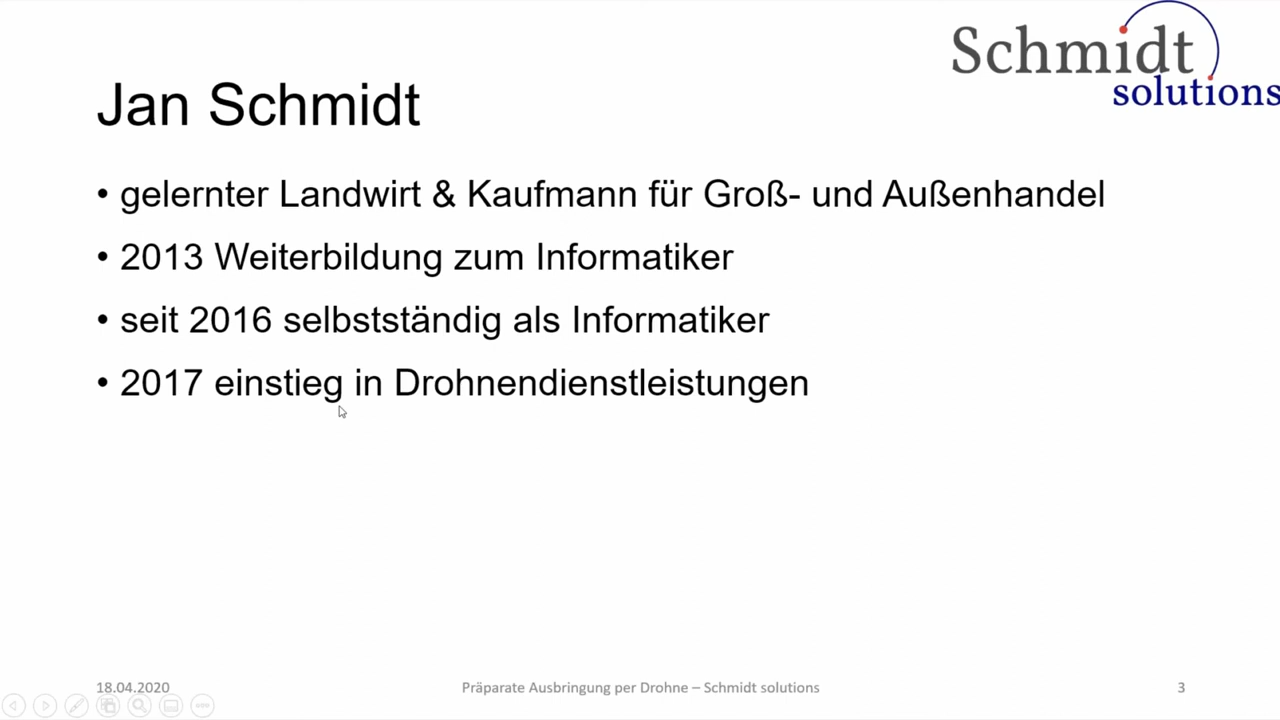 Schmidt
solutions
Jan Schmidt
• gelernter Landwirt & Kaufmann für Groß- und Außenhandel
• 2013 Weiterbildung zum Informatiker
• seit 2016 selbstständig als Informatiker
• 2017 einstieg in Drohnendienstleistungen
18.04.2020
Präparate Ausbringung per Drohne – Schmidt solutions
3